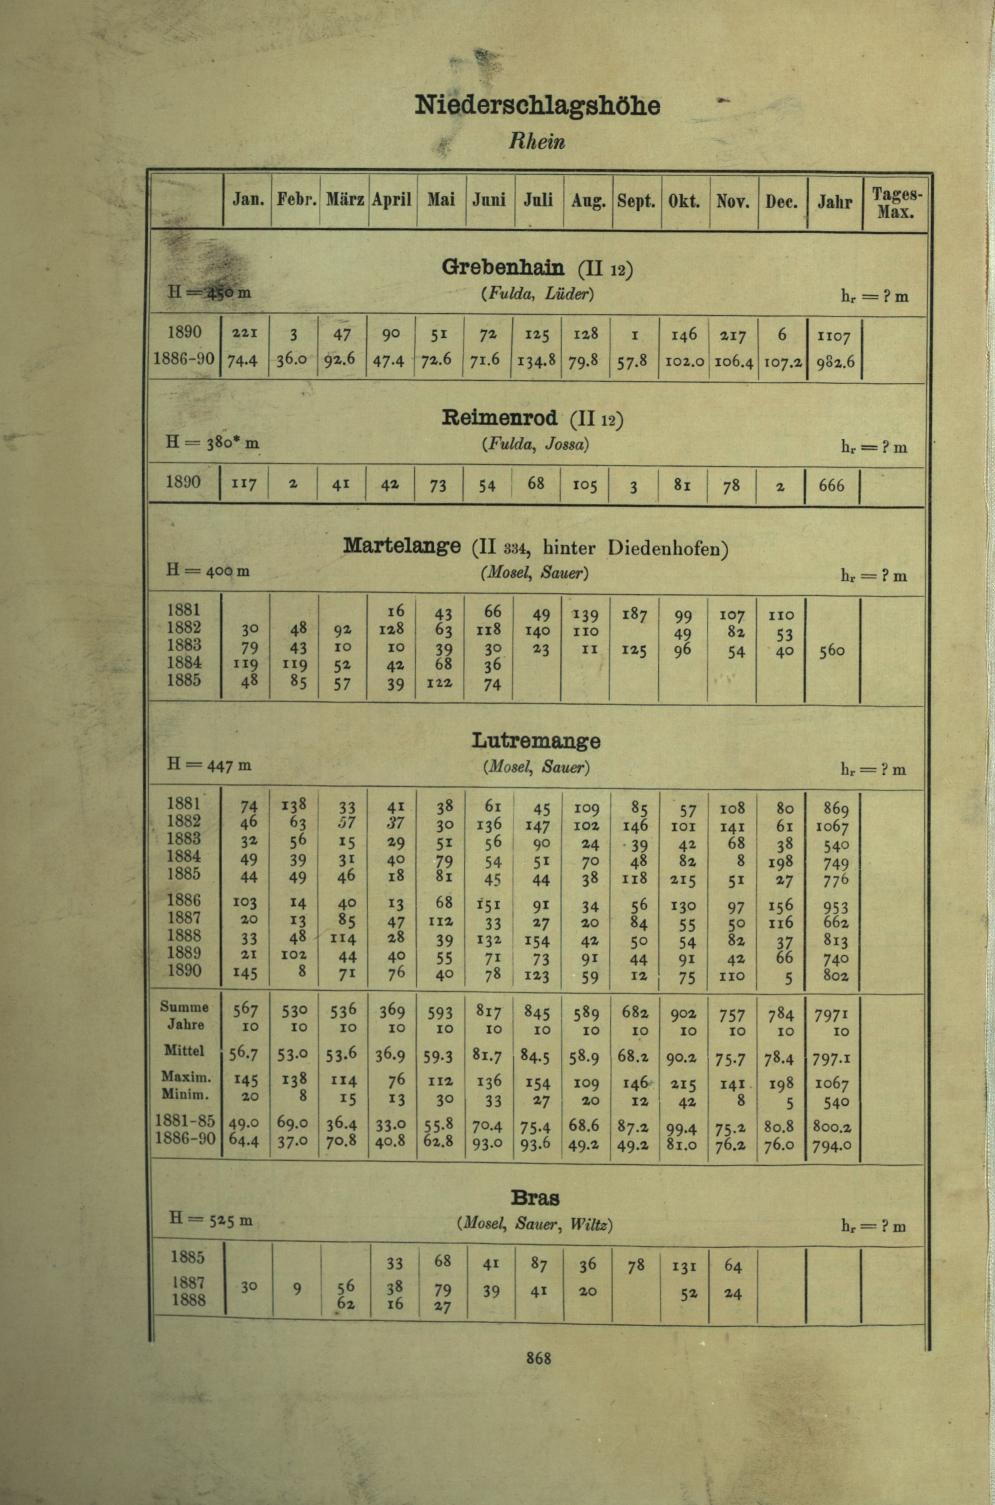 Niederschlagshöhe
Rhein
Jan. Febr. März April Mai Juni Juli Aug. Sept. Okt. Nov. Dec. Jahr Tages-Max.
Grebenhain (II 12)
H = 450 m (Fulda, Lüder) hr = ? m
1890 221 3 47 90 51 72 125 128 1 146 217 6 1107
1886-90 74.4 36.0 92.6 47.4 72.6 71.6 134.8 79.8 57.8 102.0 106.4 107.2 982.6
Reimenrod (II 12)
H = 380* m (Fulda, Jossa) hr = ? m
1890 117 2 41 42 73 54 68 105 3 81 78 2 666
Martelange (II 334, hinter Diedenhofen)
H = 400 m (Mosel, Sauer) hr = ? m
1881 16 43 66 49 139 187 99 107 110
1882 30 48 92 128 63 118 140 110 49 82 53
1883 79 43 10 10 39 30 23 11 125 96 54 40 560
1884 119 119 52 42 68 36
1885 48 85 57 39 122 74
Lutremange
H = 447 m (Mosel, Sauer) hr = ? m
1881 74 138 33 41 38 61 45 109 85 57 108 80 869
1882 46 63 57 37 30 136 147 102 146 101 141 61 1067
1883 32 56 15 29 51 56 90 24 39 42 68 38 540
1884 49 39 31 40 79 54 51 70 48 82 8 198 749
1885 44 49 46 18 81 45 44 38 118 215 51 27 776
1886 103 14 40 13 68 151 91 34 56 130 97 156 953
1887 20 13 85 47 112 33 27 20 84 55 50 116 662
1888 33 48 114 28 39 132 154 42 50 54 82 37 813
1889 21 102 44 40 55 71 73 91 44 91 42 66 740
1890 145 8 71 76 40 78 123 59 12 75 110 5 802
Summe 567 530 536 369 593 817 845 589 682 902 757 784 7971
Jahre 10 10 10 10 10 10 10 10 10 10 10 10 10
Mittel 56.7 53.0 53.6 36.9 59.3 81.7 84.5 58.9 68.2 90.2 75.7 78.4 797.1
Maxim. 145 138 114 76 112 136 154 109 146 215 141 198 1067
Minim. 20 8 15 13 30 33 27 20 12 42 8 5 540
1881-85 49.0 69.0 36.4 33.0 55.8 70.4 75.4 68.6 87.2 99.4 75.2 80.8 800.2
1886-90 64.4 37.0 70.8 40.8 62.8 93.0 93.6 49.2 49.2 81.0 76.2 76.0 794.0
Bras
H = 525 m (Mosel, Sauer, Wiltz) hr = ? m
1885 33 68 41 87 36 78 131 64
1887 30 9 56 38 79 39 41 20 52 24
1888 62 16 27
868